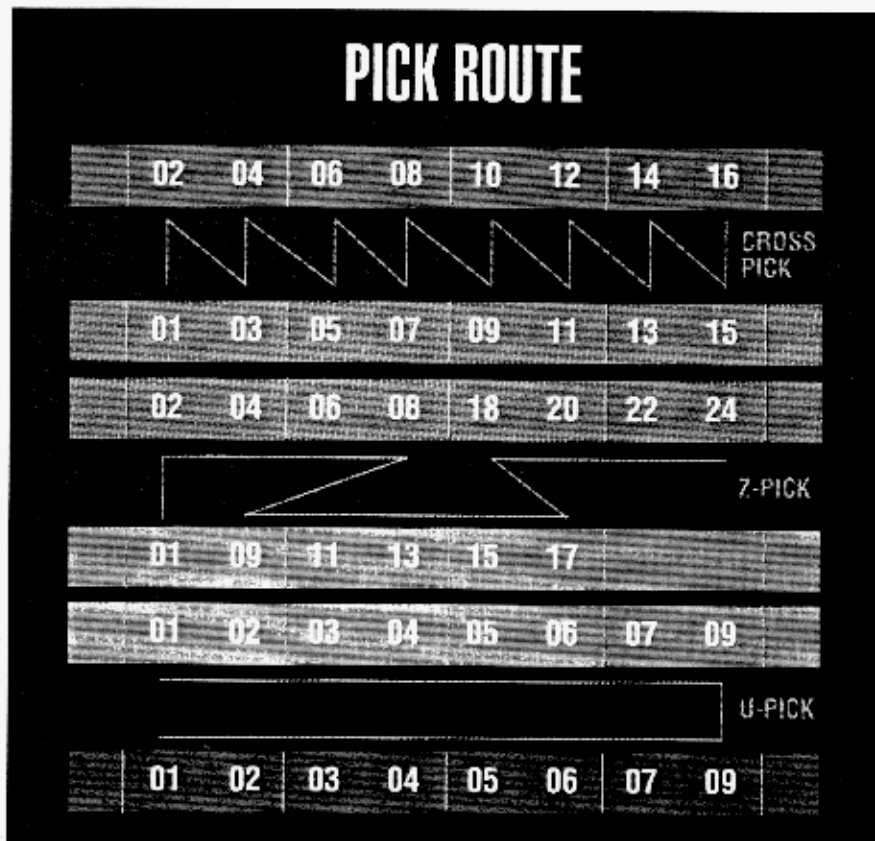 PICK ROUTE
02 04 06 08 10 12 14 16
CROSS
PICK
01 03 05 07 09 11 13 15
02 04 06 08 18 20 22 24
Z-PICK
01 09 11 13 15 17
01 02 03 04 05 06 07 09
U-PICK
01 02 03 04 05 06 07 09